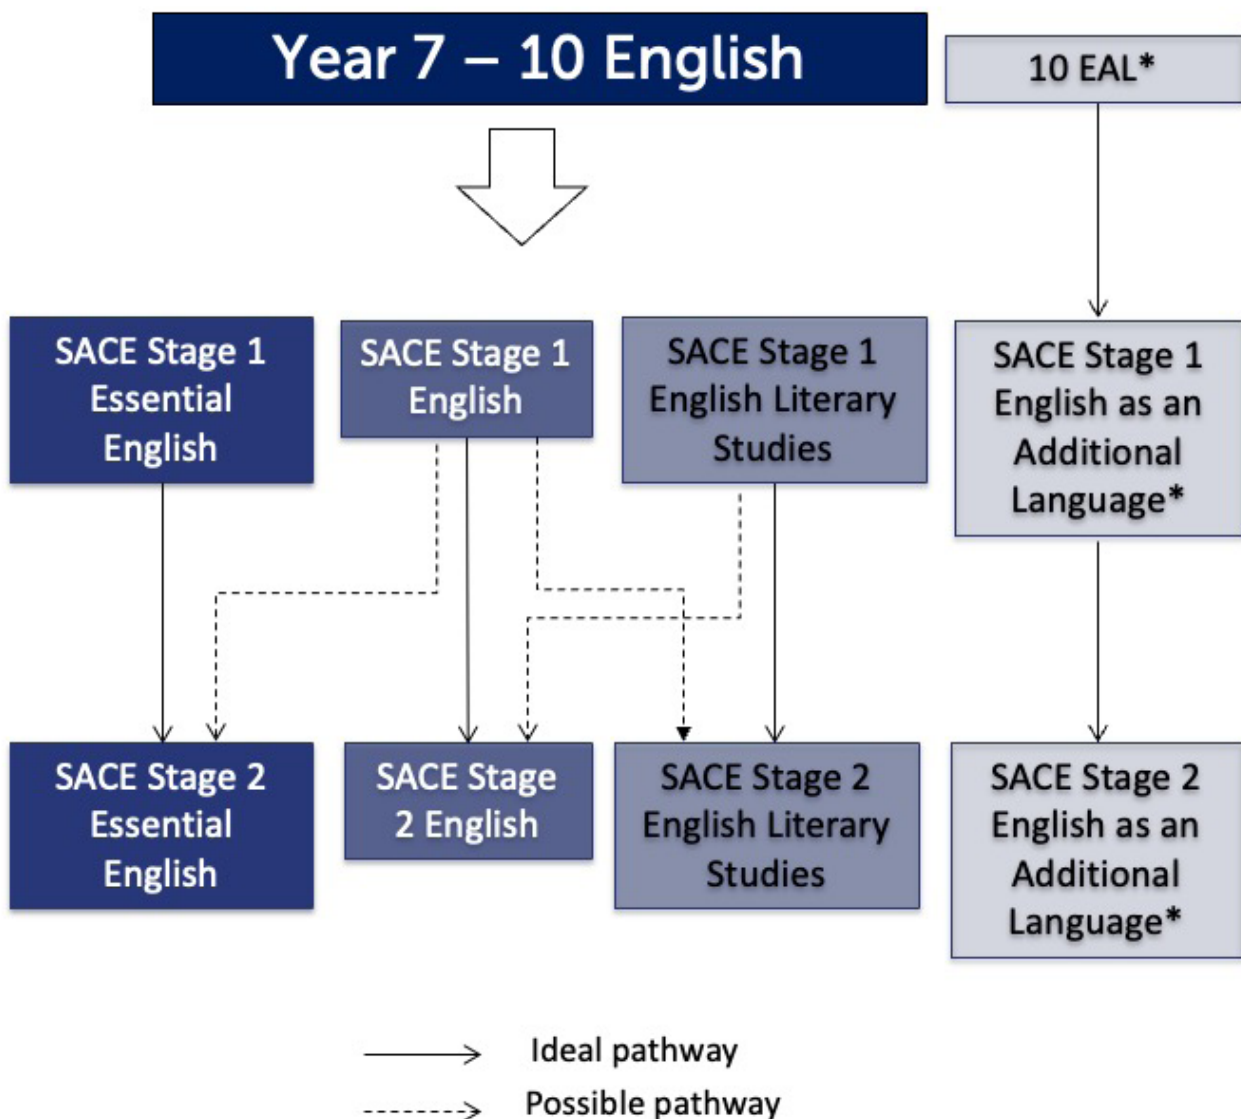 Year 7 – 10 English
10 EAL*
SACE Stage 1
Essential
English
SACE Stage 1
English
SACE Stage 1
English Literary
Studies
SACE Stage 1
English as an
Additional
Language*
SACE Stage 2
Essential
English
SACE Stage
2 English
SACE Stage 2
English Literary
Studies
SACE Stage 2
English as an
Additional
Language*
Ideal pathway
Possible pathway